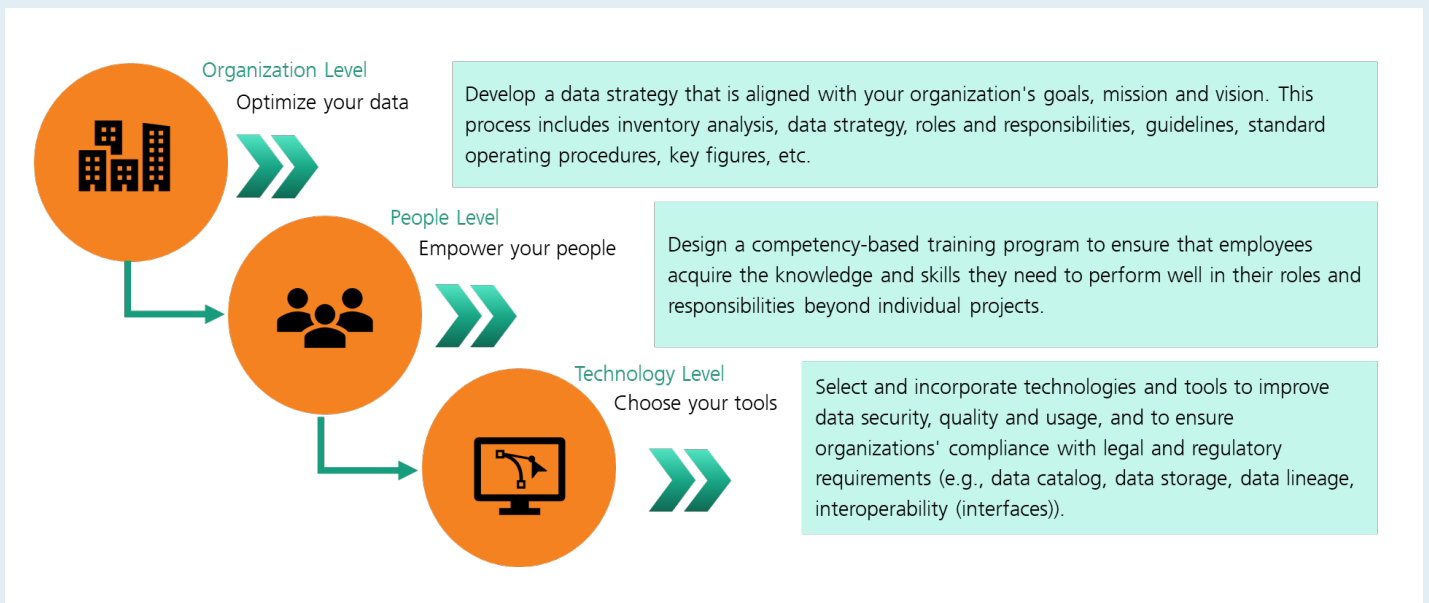 Organization Level
Optimize your data
Develop a data strategy that is aligned with your organization's goals, mission and vision. This
process includes inventory analysis, data strategy, roles and responsibilities, guidelines, standard
operating procedures, key figures, etc.
People Level
Empower your people
Design a competency-based training program to ensure that employees
acquire the knowledge and skills they need to perform well in their roles and
responsibilities beyond individual projects.
Technology Level
Choose your tools
Select and incorporate technologies and tools to improve
data security, quality and usage, and to ensure
organizations' compliance with legal and regulatory
requirements (e.g., data catalog, data storage, data lineage,
interoperability (interfaces)).